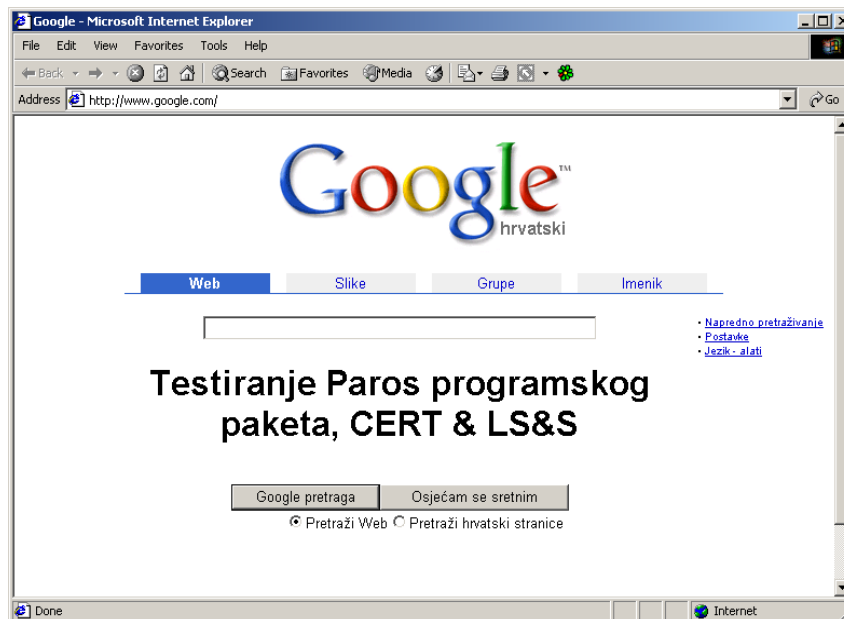 Google - Microsoft Internet Explorer
File Edit View Favorites Tools Help
Back Search Favorites Media
Address http://www.google.com/ Go
Google™
hrvatski
Web Slike Grupe Imenik
• Napredno pretraživanje
• Postavke
• Jezik - alati
Testiranje Paros programskog
paketa, CERT & LS&S
Google pretraga Osjećam se sretnim
Pretraži Web Pretraži hrvatski stranice
Done Internet